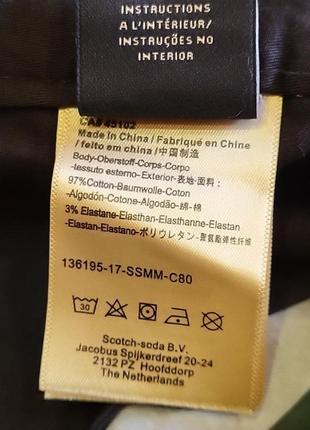 INSTRUCTIONS
A L'INTÉRIEUR/
INSTRUÇÕES NO
INTERIOR
CA# 45102
Made in China / Fabriqué en Chine
/ feito em china /中国制造
Body-Oberstoff-Corps-Corpo
-Tessuto esterno-Exterior-表地-面料：
97%Cotton-Baumwolle-Coton
-Algodón-Cotone-Algodão-綿-棉
3% Elastane-Elasthan-Elasthanne-Elastan
-Elastano-Elastam-ポリウレタン-聚氨酯弹性纤维
136195-17-SSMM-C80
30
Scotch-soda B.V.
Jacobus Spijkerdreef 20-24
2132 PZ Hoofddorp
The Netherlands